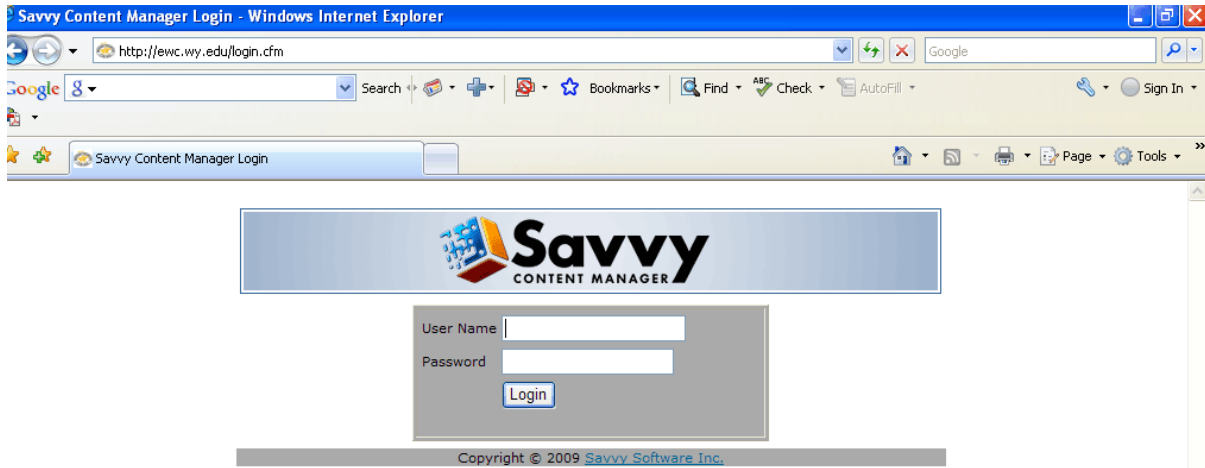 Savvy Content Manager Login - Windows Internet Explorer
http://ewc.wy.edu/login.cfm Google
Google g Search Bookmarks Find ABC Check AutoFill Sign In
Savvy Content Manager Login Page Tools »
Savvy
CONTENT MANAGER
User Name
Password
Login
Copyright © 2009 Savvy Software Inc.